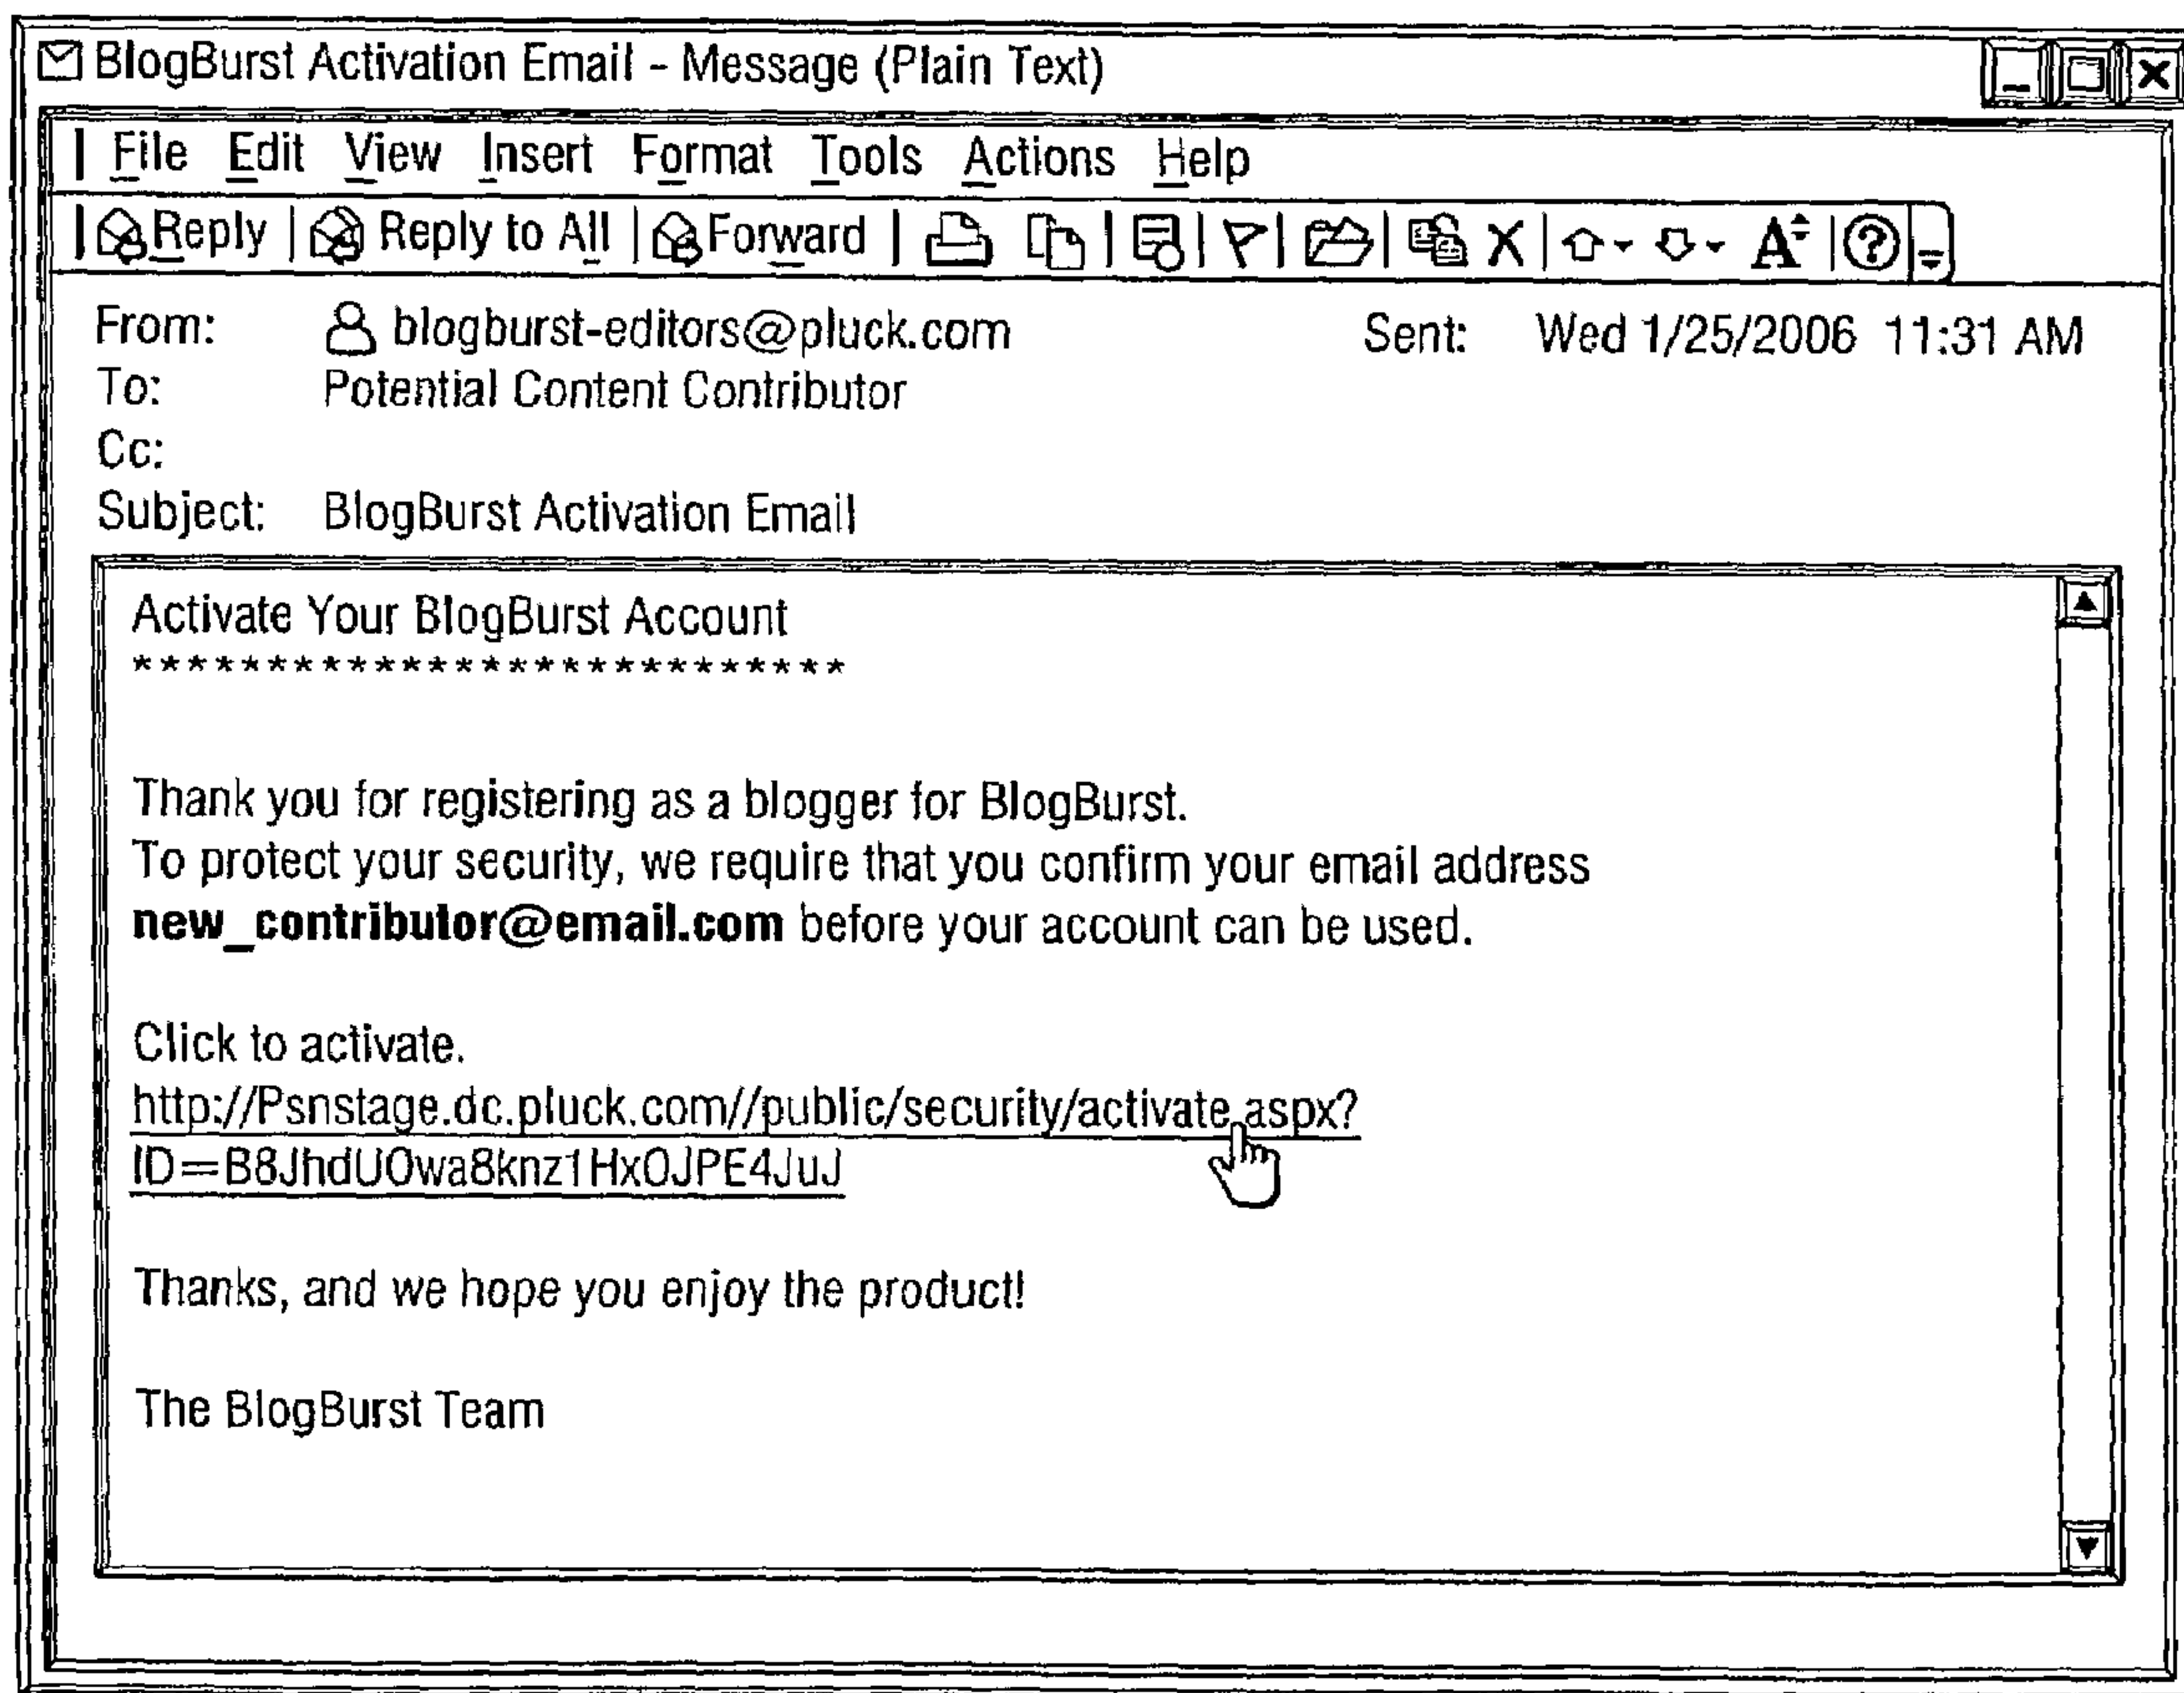 BlogBurst Activation Email - Message (Plain Text)
File Edit View Insert Format Tools Actions Help
Reply Reply to All Forward
From: blogburst-editors@pluck.com Sent: Wed 1/25/2006 11:31 AM
To: Potential Content Contributor
Cc:
Subject: BlogBurst Activation Email
Activate Your BlogBurst Account
***************************
Thank you for registering as a blogger for BlogBurst.
To protect your security, we require that you confirm your email address
new_contributor@email.com before your account can be used.
Click to activate.
http://Psnstage.dc.pluck.com//public/security/activate.aspx?
ID=B8JhdU0wa8knz1Hx0JPE4JuJ
Thanks, and we hope you enjoy the product!
The BlogBurst Team